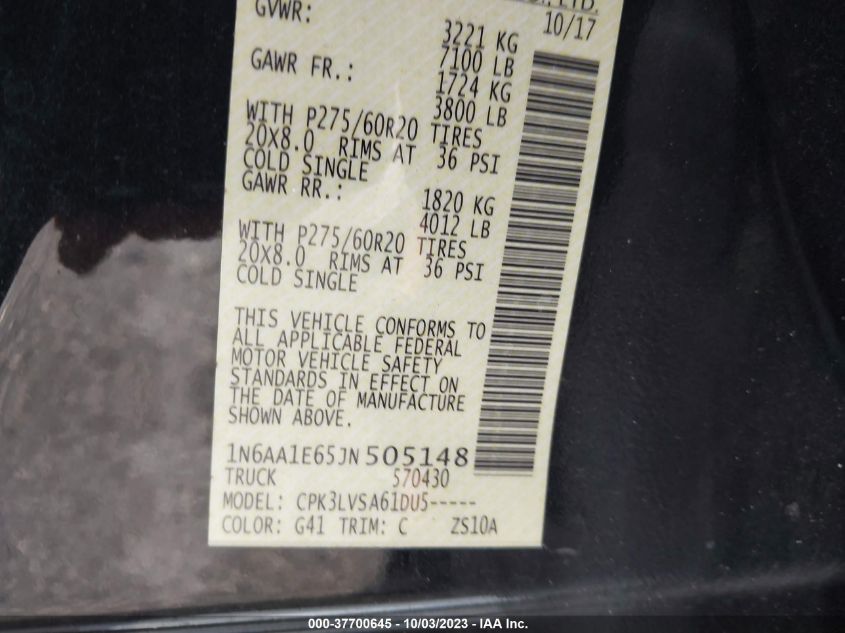 LTD.
10/17
GVWR:
3221 KG
7100 LB
GAWR FR.:
1724 KG
3800 LB
WITH P275/60R20 TIRES
20X8.0 RIMS AT 36 PSI
COLD SINGLE
GAWR RR.:
1820 KG
4012 LB
WITH P275/60R20 TIRES
20X8.0 RIMS AT 36 PSI
COLD SINGLE
THIS VEHICLE CONFORMS TO
ALL APPLICABLE FEDERAL
MOTOR VEHICLE SAFETY
STANDARDS IN EFFECT ON
THE DATE OF MANUFACTURE
SHOWN ABOVE.
1N6AA1E65JN505148
TRUCK 570430
MODEL: CPK3LVSA61DU5-----
COLOR: G41 TRIM: C ZS10A
000-37700645 - 10/03/2023 - IAA Inc.